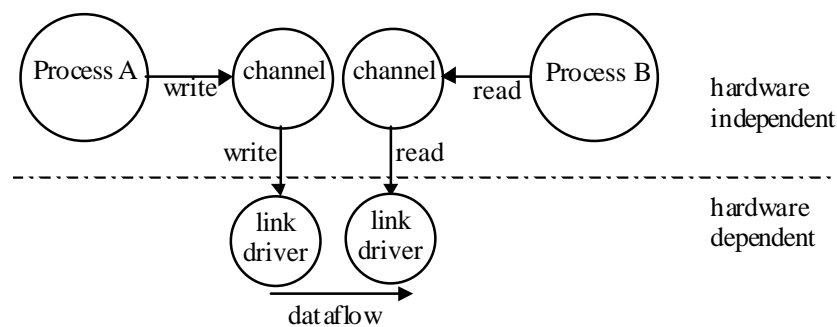 Process A
write
channel
channel
read
Process B
hardware
independent
write
read
link
driver
link
driver
hardware
dependent
dataflow